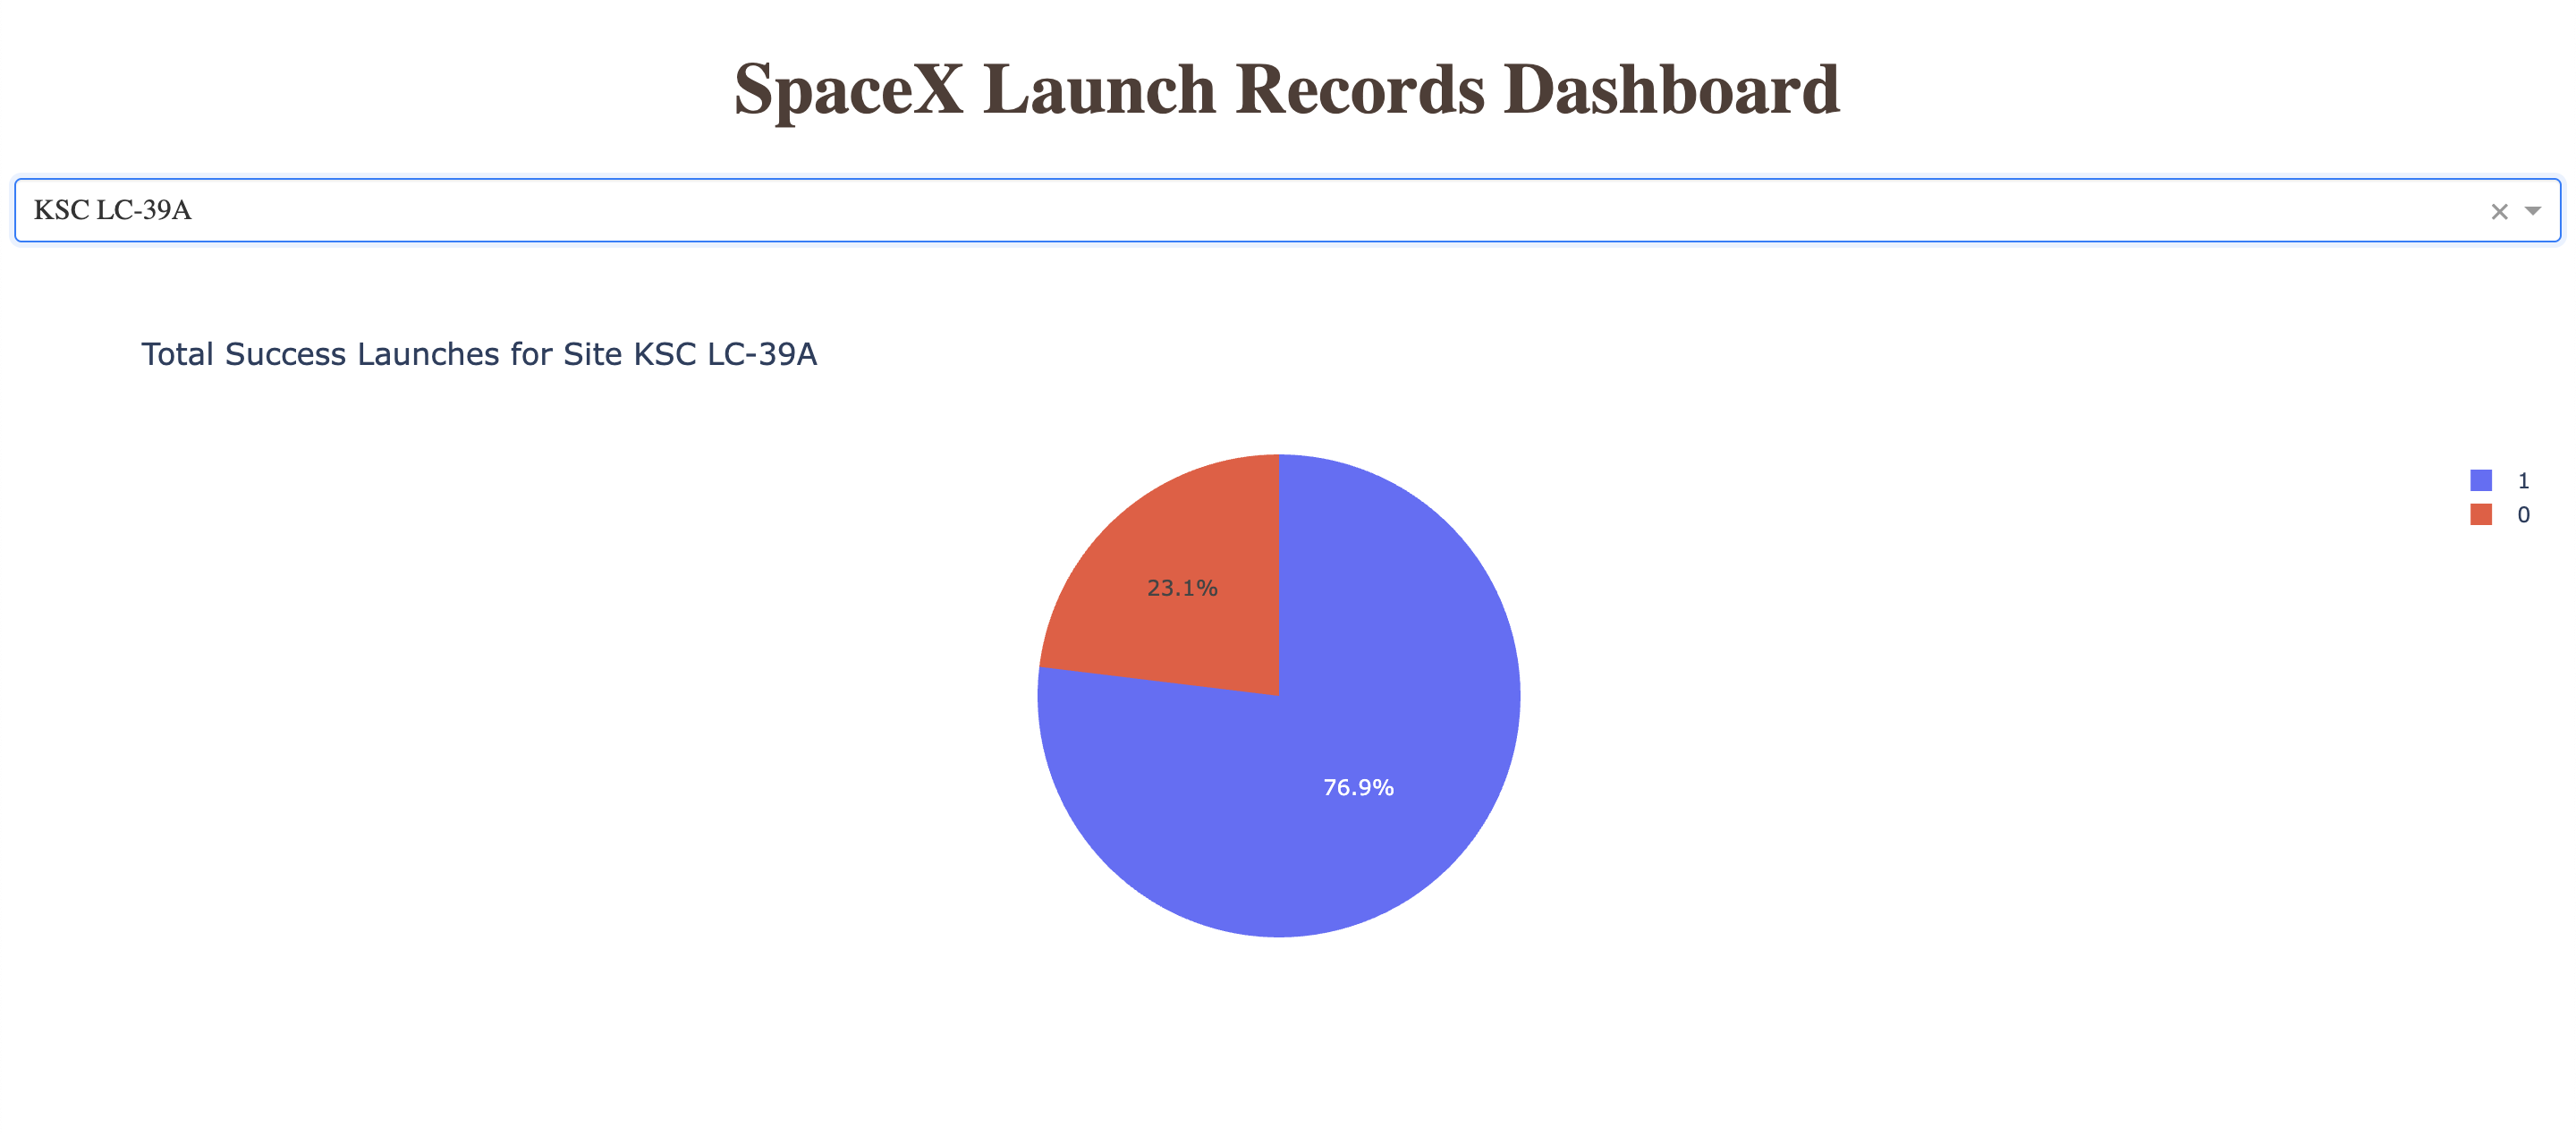 SpaceX Launch Records Dashboard
KSC LC-39A
Total Success Launches for Site KSC LC-39A
1
0
23.1%
76.9%